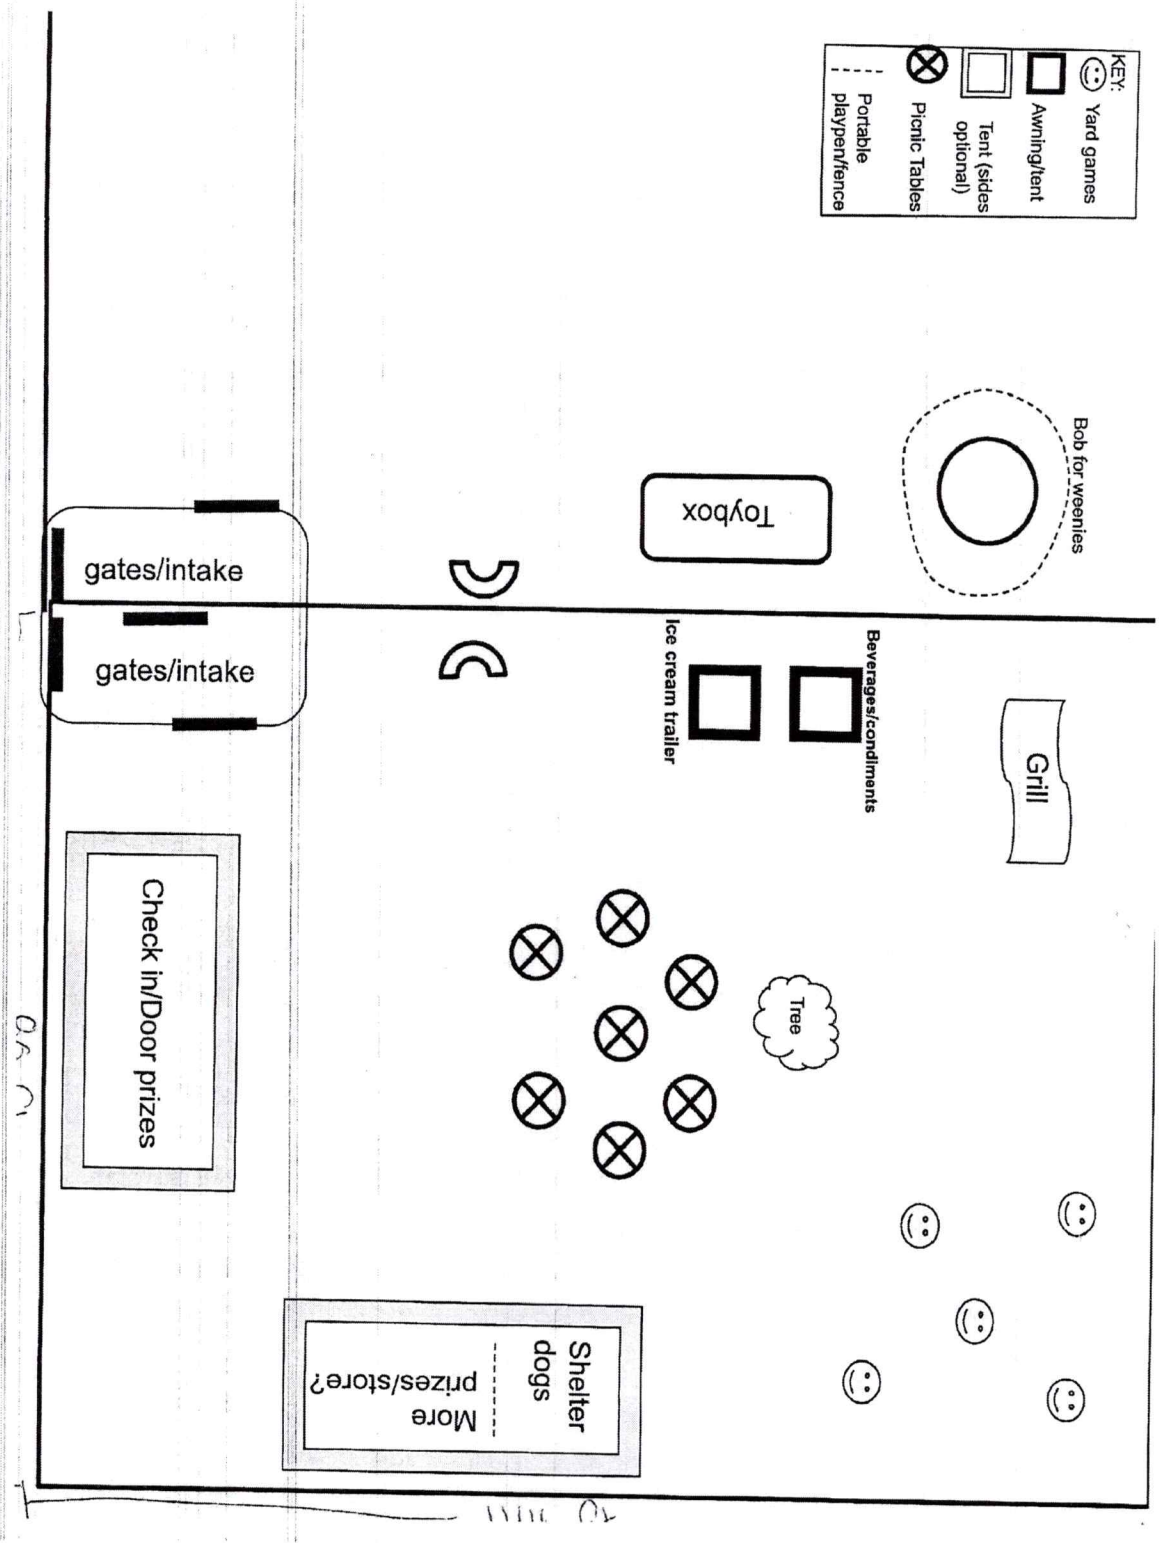 KEY:
Yard games
Awning/tent
Tent (sides
optional)
Picnic Tables
Portable
playpen/fence
Bob for weenies
Toybox
gates/intake
gates/intake
Ice cream trailer
Beverages/condiments
Grill
Tree
Check in/Door prizes
Shelter
dogs
More
prizes/store?